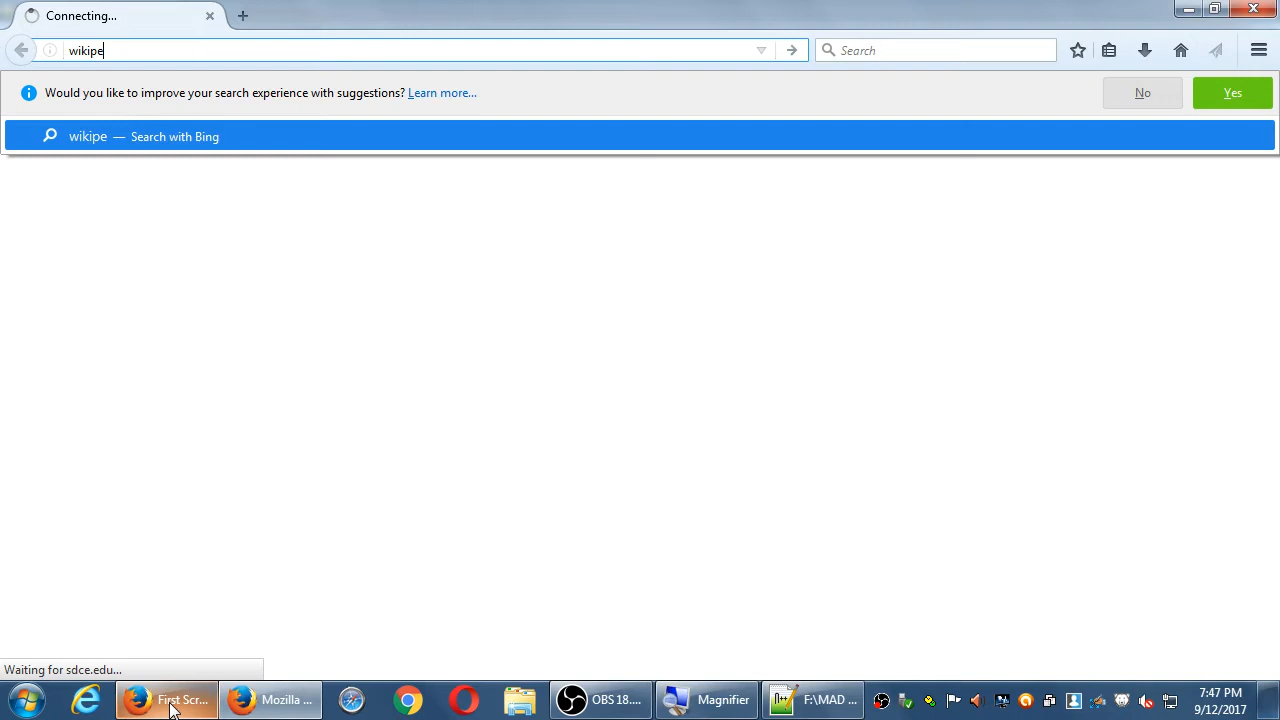 Connecting...
wikipe
Search
Would you like to improve your search experience with suggestions? Learn more...
No
Yes
wikipe — Search with Bing
Waiting for sdce.edu...
First Scr...
Mozilla ...
OBS 18....
Magnifier
F:\MAD ...
7:47 PM
9/12/2017